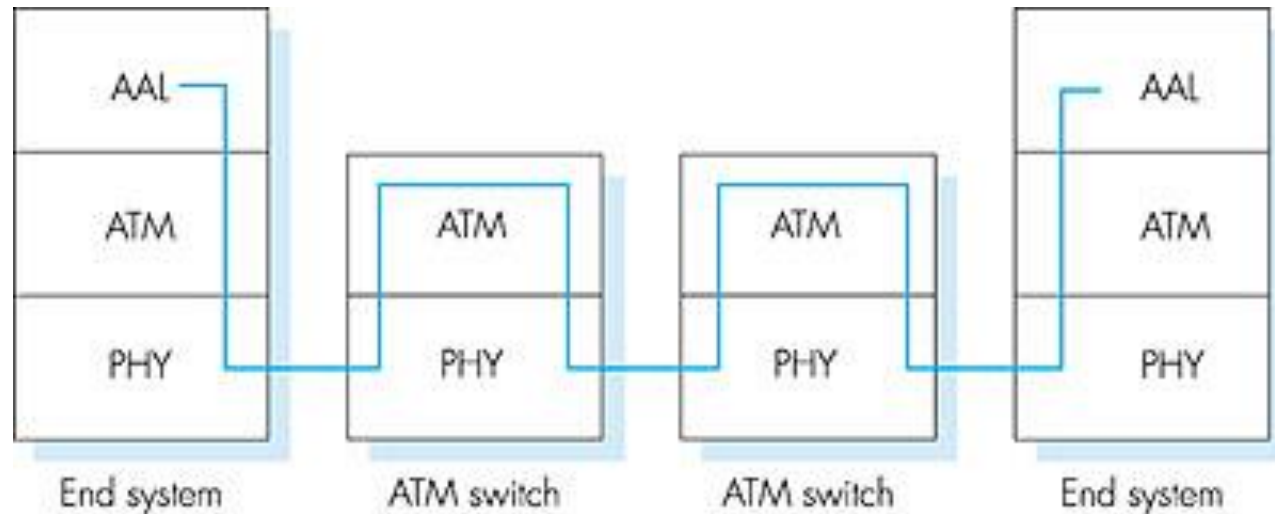 AAL
ATM
PHY
End system
ATM
PHY
ATM switch
ATM
PHY
ATM switch
AAL
ATM
PHY
End system